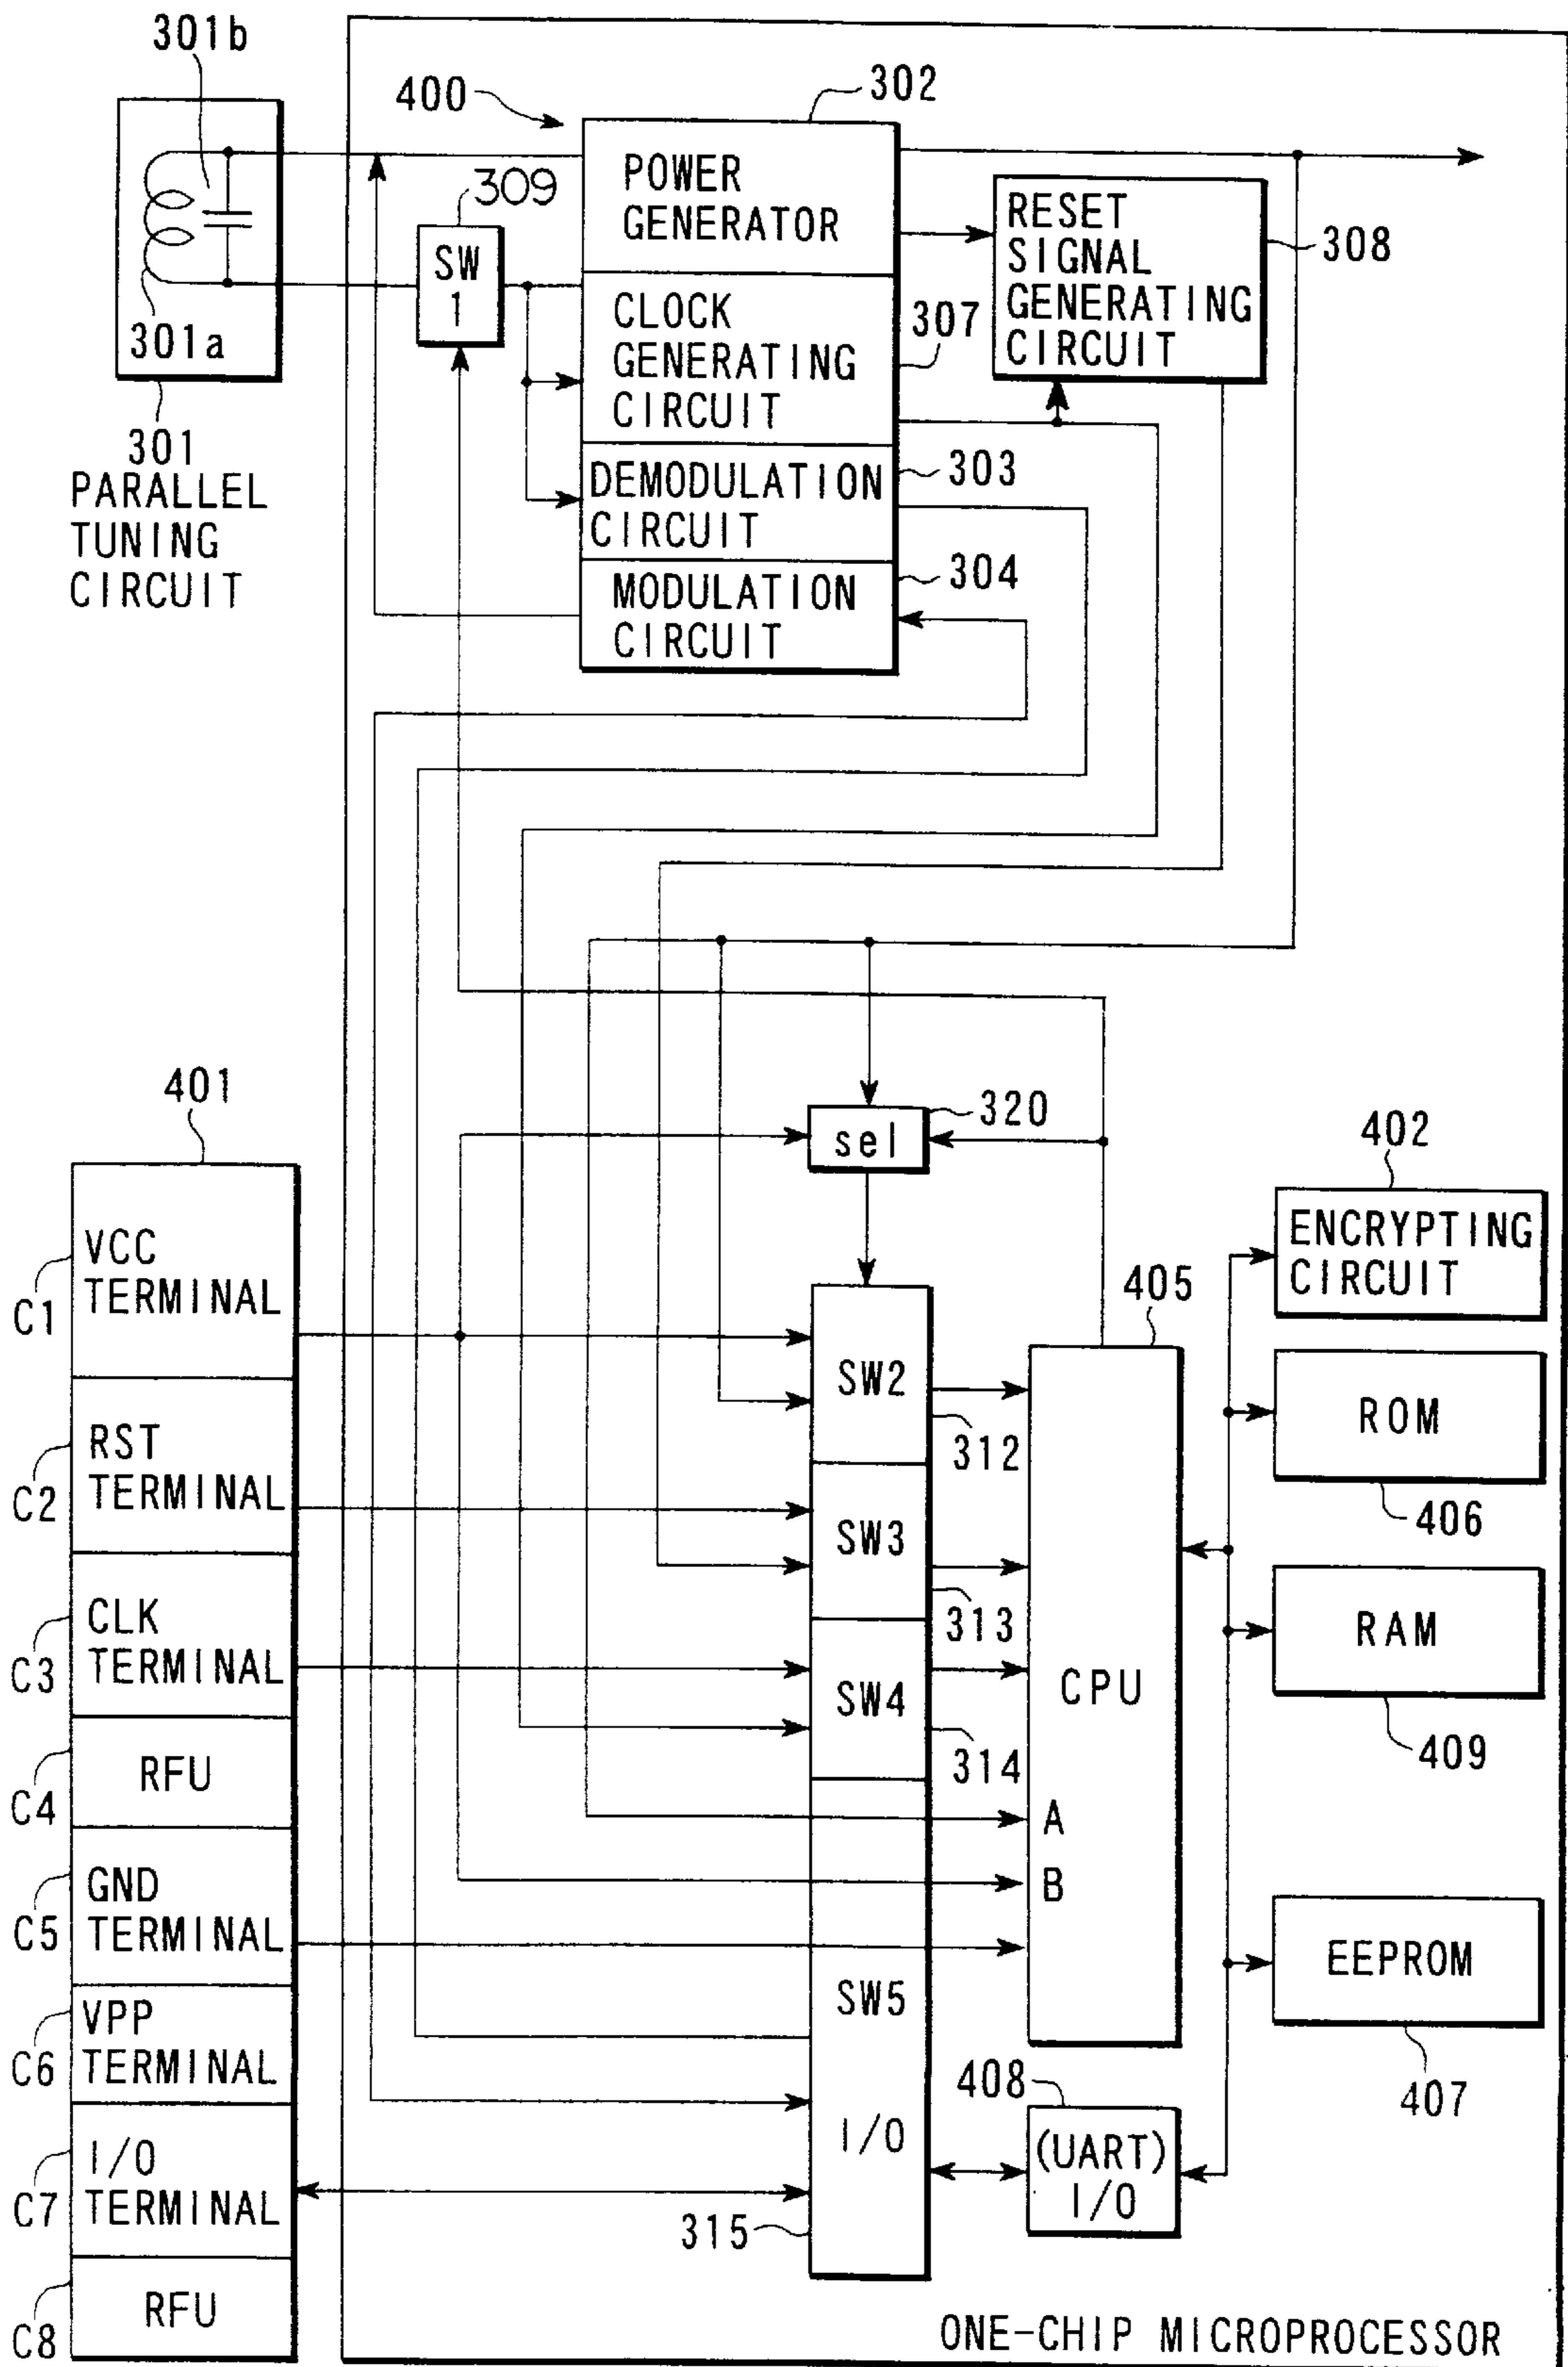 301b
400
302
309
POWER
GENERATOR
RESET
SIGNAL
GENERATING
CIRCUIT
308
SW
1
CLOCK
GENERATING
CIRCUIT
307
301a
301
PARALLEL
TUNING
CIRCUIT
DEMODULATION
CIRCUIT
303
MODULATION
CIRCUIT
304
401
sel
320
402
ENCRYPTING
CIRCUIT
VCC
TERMINAL
C1
405
SW2
312
ROM
406
RST
TERMINAL
C2
SW3
313
CLK
TERMINAL
C3
RAM
409
CPU
SW4
314
RFU
C4
A
B
GND
TERMINAL
C5
EEPROM
407
SW5
VPP
TERMINAL
C6
408
(UART)
I/O
I/O
I/O
TERMINAL
C7
315
RFU
C8
ONE-CHIP MICROPROCESSOR